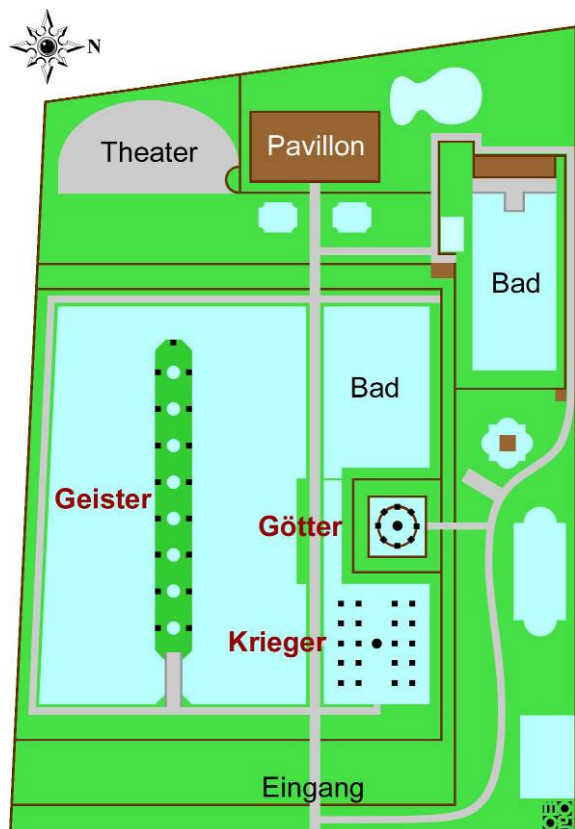 N
Theater
Pavillon
Bad
Bad
Geister
Götter
Krieger
Eingang